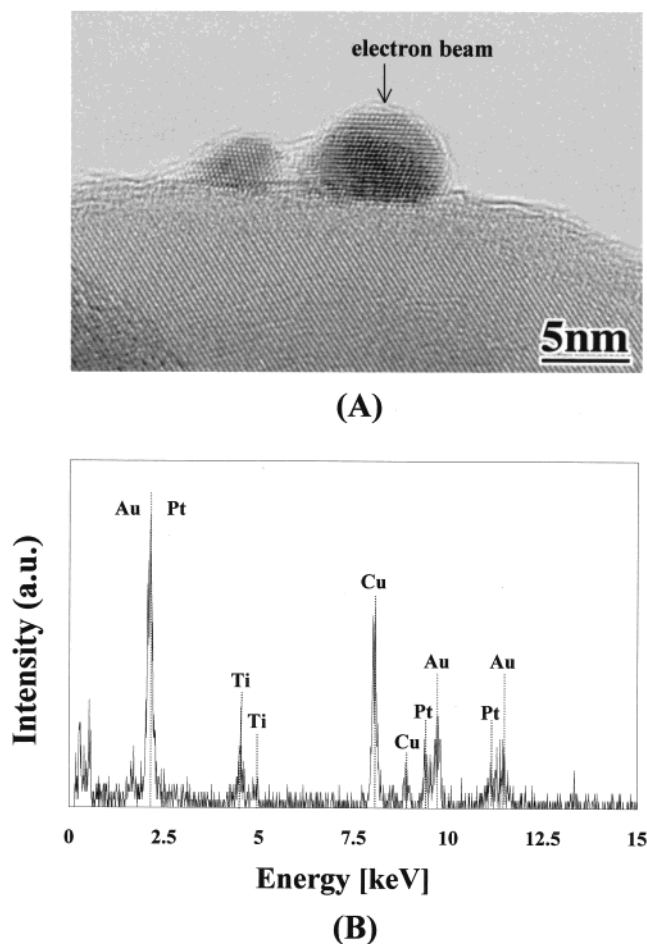 electron beam
5nm
(A)
Au Pt
Cu
Ti
Au
Au
Ti
Pt
Pt
Cu
Intensity (a.u.)
0 2.5 5 7.5 10 12.5 15
Energy [keV]
(B)